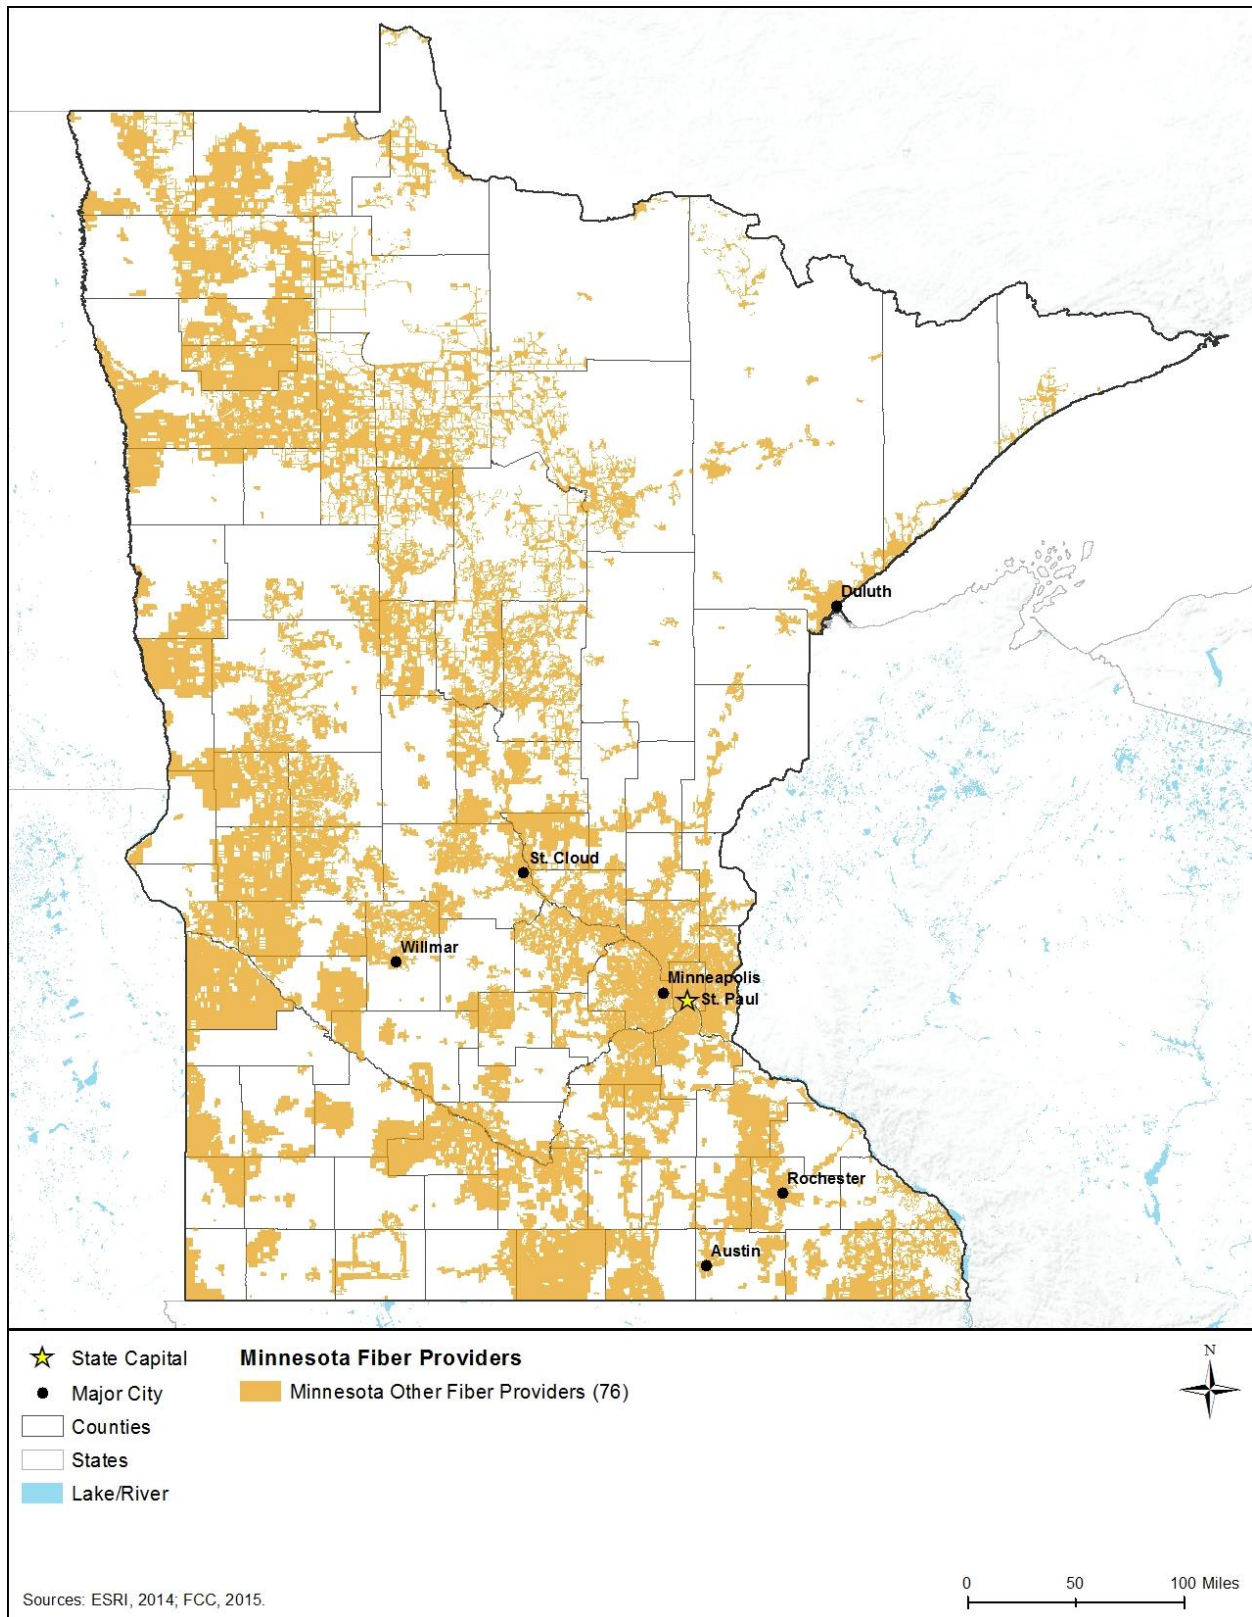 Duluth
St. Cloud
Willmar
Minneapolis
St. Paul
Rochester
Austin
State Capital
Major City
Counties
States
Lake/River
Minnesota Fiber Providers
Minnesota Other Fiber Providers (76)
N
Sources: ESRI, 2014; FCC, 2015.
0 50 100 Miles